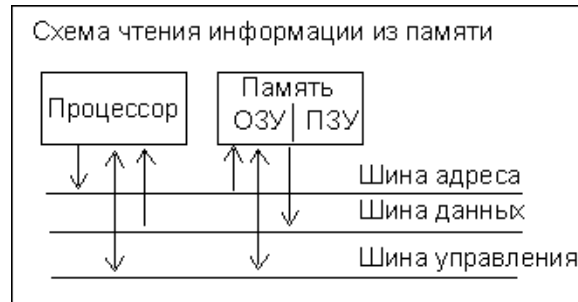 Схема чтения информации из памяти
Процессор
Память
ОЗУ | ПЗУ
Шина адреса
Шина данных
Шина управления